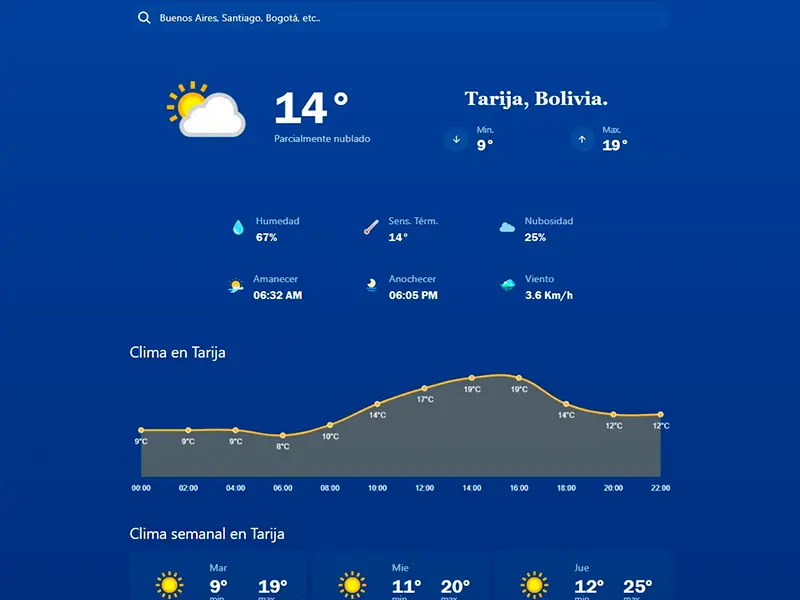 Buenos Aires, Santiago, Bogotá, etc..
14°
Parcialmente nublado
Tarija, Bolivia.
Min.
9°
Max.
19°
Humedad
67%
Sens. Térm.
14°
Nubosidad
25%
Amanecer
06:32 AM
Anochecer
06:05 PM
Viento
3.6 Km/h
Clima en Tarija
9°C 9°C 9°C 8°C 10°C 14°C 17°C 19°C 19°C 14°C 12°C 12°C
00:00 02:00 04:00 06:00 08:00 10:00 12:00 14:00 16:00 18:00 20:00 22:00
Clima semanal en Tarija
Mar
9° 19°
min. max.
Mie
11° 20°
min. max.
Jue
12° 25°
min. max.